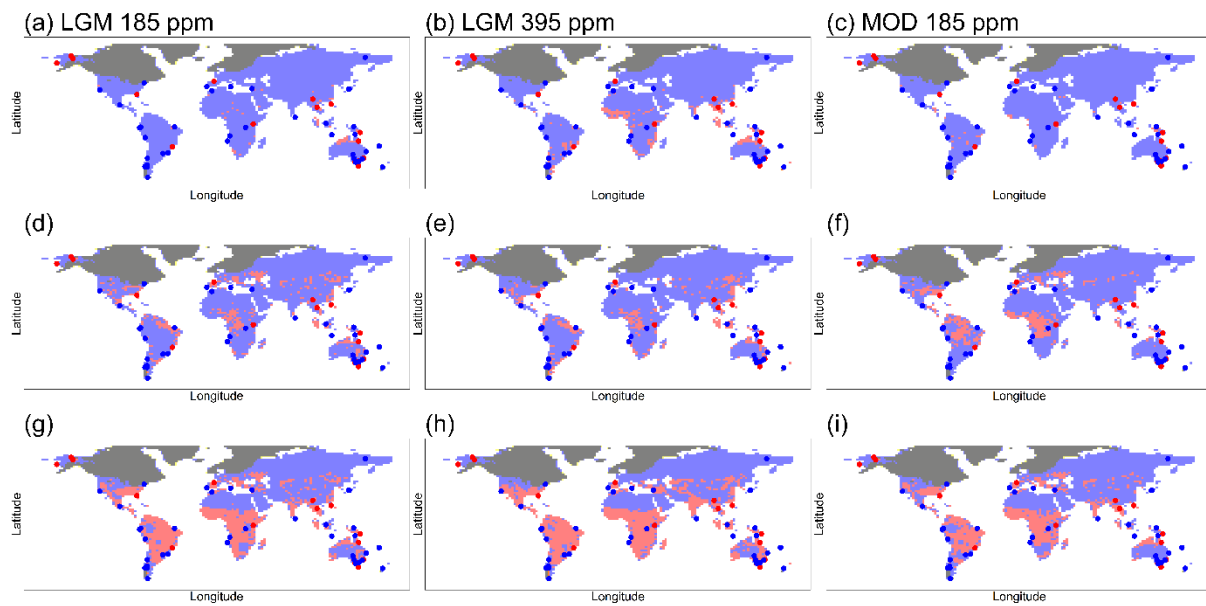 (a) LGM 185 ppm
(b) LGM 395 ppm
(c) MOD 185 ppm
Latitude
Latitude
Latitude
Longitude
Longitude
Longitude
(d)
(e)
(f)
Latitude
Latitude
Latitude
Longitude
Longitude
Longitude
(g)
(h)
(i)
Latitude
Latitude
Latitude
Longitude
Longitude
Longitude